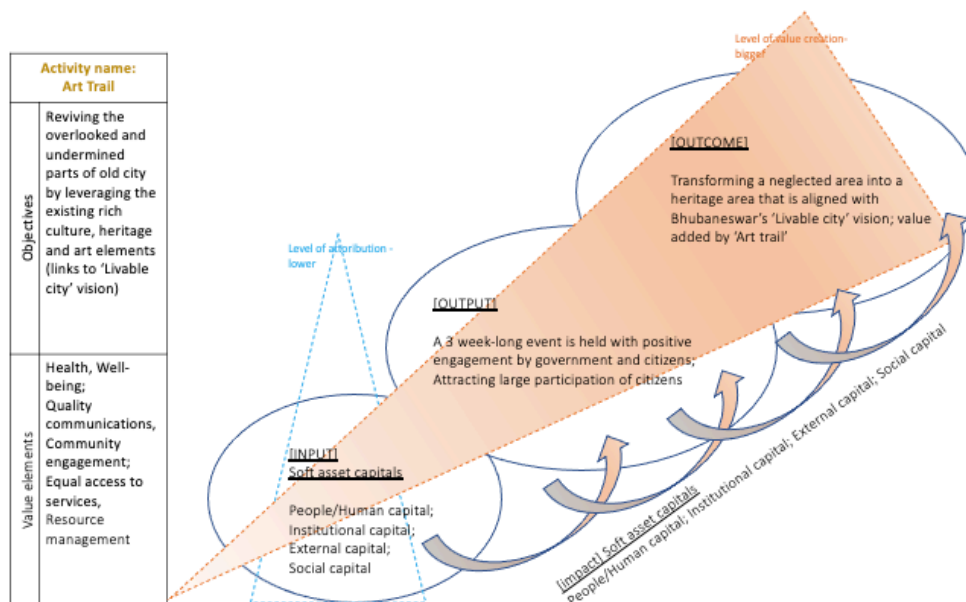 Activity name:
Art Trail
Objectives
Reviving the
overlooked and
undermined
parts of old city
by leveraging the
existing rich
culture, heritage
and art elements
(links to ‘Livable
city’ vision)
Value elements
Health, Well-
being;
Quality
communications,
Community
engagement;
Equal access to
services,
Resource
management
Level of attoribution -
lower
Level of value creation-
bigger
[INPUT]
Soft asset capitals
People/Human capital;
Institutional capital;
External capital;
Social capital
[OUTPUT]
A 3 week-long event is held with positive
engagement by government and citizens;
Attracting large participation of citizens
[OUTCOME]
Transforming a neglected area into a
heritage area that is aligned with
Bhubaneswar’s ‘Livable city’ vision; value
added by ‘Art trail’
[impact] Soft asset capitals
People/Human capital; Institutional capital; External capital; Social capital